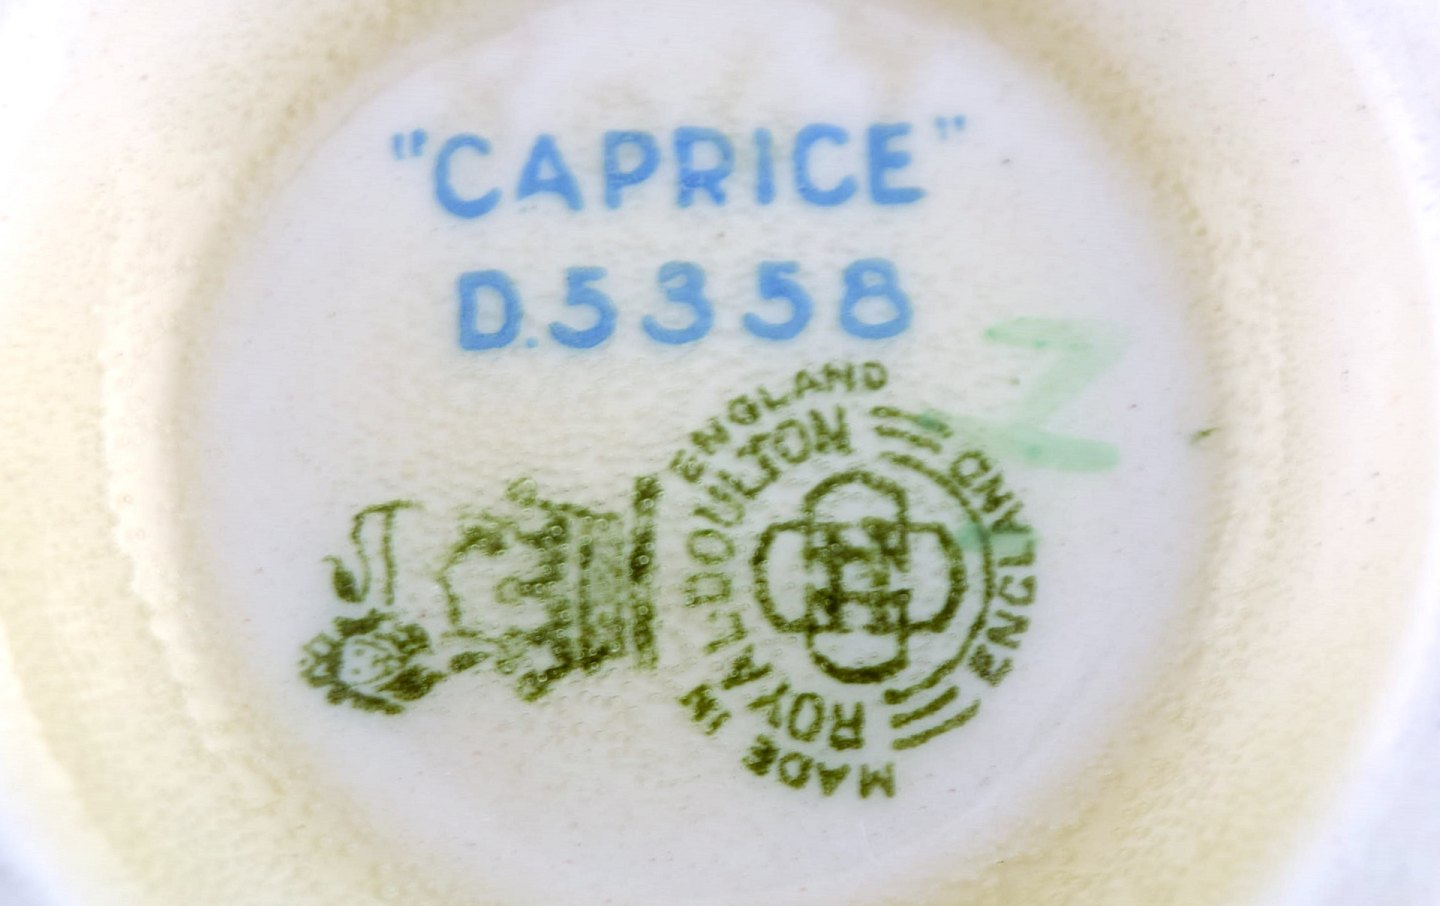 "CAPRICE"
D.5358
MADE IN ENGLAND
ROYAL DOULTON
ENGLAND
Z